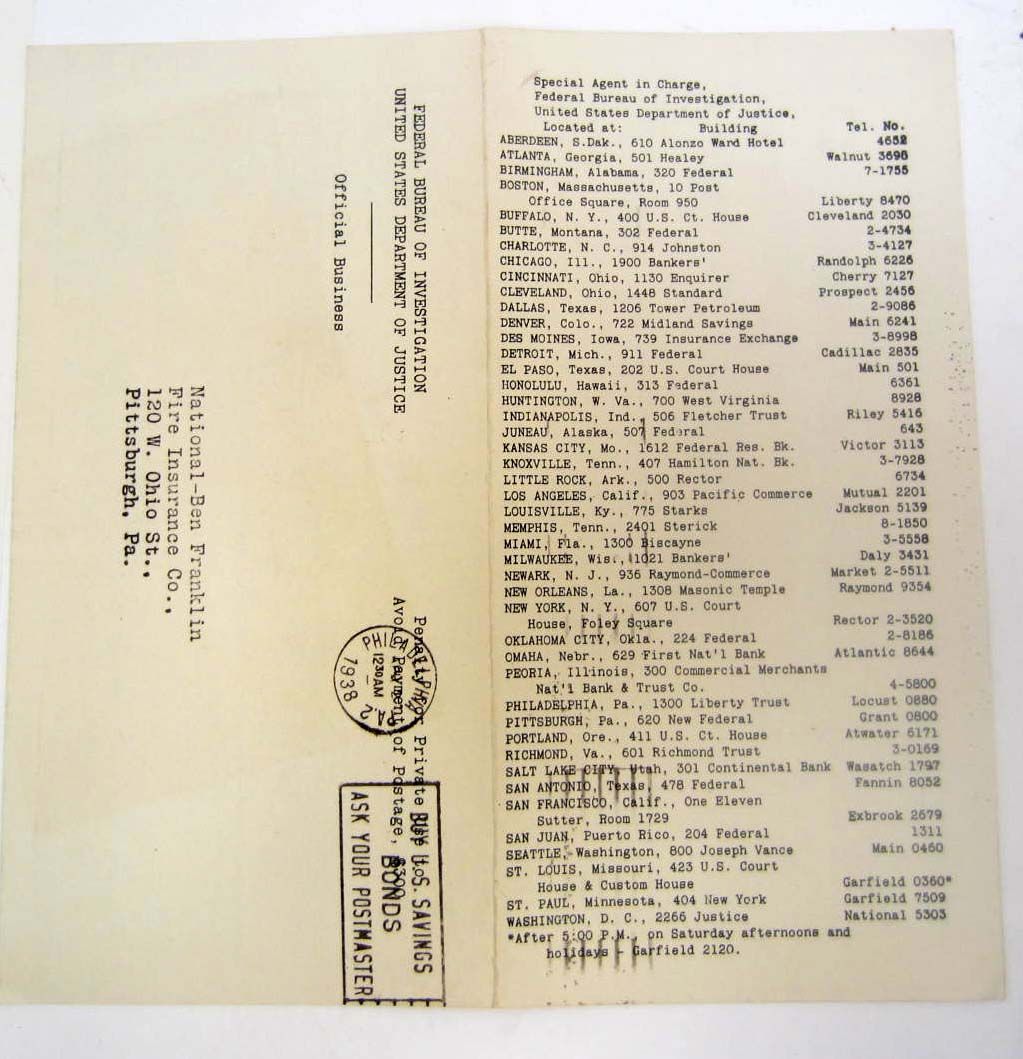 FEDERAL BUREAU OF INVESTIGATION
UNITED STATES DEPARTMENT OF JUSTICE
Official Business
Penalty for Private Use to
Avoid Payment of Postage, $300
PHILA. PA.
12 30 AM
1938
BUY U.S. SAVINGS
BONDS
ASK YOUR POSTMASTER
National-Ben Franklin
Fire Insurance Co.,
120 W. Ohio St.,
Pittsburgh, Pa.
Special Agent in Charge,
Federal Bureau of Investigation,
United States Department of Justice,
Located at: Building Tel. No.
ABERDEEN, S.Dak., 610 Alonzo Ward Hotel 4652
ATLANTA, Georgia, 501 Healey Walnut 3698
BIRMINGHAM, Alabama, 320 Federal 7-1755
BOSTON, Massachusetts, 10 Post
Office Square, Room 950 Liberty 8470
BUFFALO, N. Y., 400 U.S. Ct. House Cleveland 2030
BUTTE, Montana, 302 Federal 2-4734
CHARLOTTE, N. C., 914 Johnston 3-4127
CHICAGO, Ill., 1900 Bankers' Randolph 6226
CINCINNATI, Ohio, 1130 Enquirer Cherry 7127
CLEVELAND, Ohio, 1448 Standard Prospect 2456
DALLAS, Texas, 1206 Tower Petroleum 2-9086
DENVER, Colo., 722 Midland Savings Main 6241
DES MOINES, Iowa, 739 Insurance Exchange 3-8998
DETROIT, Mich., 911 Federal Cadillac 2835
EL PASO, Texas, 202 U.S. Court House Main 501
HONOLULU, Hawaii, 313 Federal 6361
HUNTINGTON, W. Va., 700 West Virginia 8928
INDIANAPOLIS, Ind., 506 Fletcher Trust Riley 5416
JUNEAU, Alaska, 507 Federal 643
KANSAS CITY, Mo., 1612 Federal Res. Bk. Victor 3113
KNOXVILLE, Tenn., 407 Hamilton Nat. Bk. 3-7928
LITTLE ROCK, Ark., 500 Rector 6734
LOS ANGELES, Calif., 903 Pacific Commerce Mutual 2201
LOUISVILLE, Ky., 775 Starks Jackson 5139
MEMPHIS, Tenn., 2401 Sterick 8-1850
MIAMI, Fla., 1300 Biscayne 3-5558
MILWAUKEE, Wis., 1021 Bankers' Daly 3431
NEWARK, N. J., 936 Raymond-Commerce Market 2-5511
NEW ORLEANS, La., 1308 Masonic Temple Raymond 9354
NEW YORK, N. Y., 607 U.S. Court
House, Foley Square Rector 2-3520
OKLAHOMA CITY, Okla., 224 Federal 2-8186
OMAHA, Nebr., 629 First Nat'l Bank Atlantic 8644
PEORIA, Illinois, 300 Commercial Merchants
Nat'l Bank & Trust Co. 4-5800
PHILADELPHIA, Pa., 1300 Liberty Trust Locust 0880
PITTSBURGH, Pa., 620 New Federal Grant 0800
PORTLAND, Ore., 411 U.S. Ct. House Atwater 6171
RICHMOND, Va., 601 Richmond Trust 3-0169
SALT LAKE CITY, Utah, 301 Continental Bank Wasatch 1797
SAN ANTONIO, Texas, 478 Federal Fannin 8052
SAN FRANCISCO, Calif., One Eleven
Sutter, Room 1729 Exbrook 2679
SAN JUAN, Puerto Rico, 204 Federal 1311
SEATTLE, Washington, 800 Joseph Vance Main 0460
ST. LOUIS, Missouri, 423 U.S. Court
House & Custom House Garfield 0360*
ST. PAUL, Minnesota, 404 New York Garfield 7509
WASHINGTON, D. C., 2266 Justice National 5303
*After 5:00 P.M., on Saturday afternoons and
holidays - Garfield 2120.